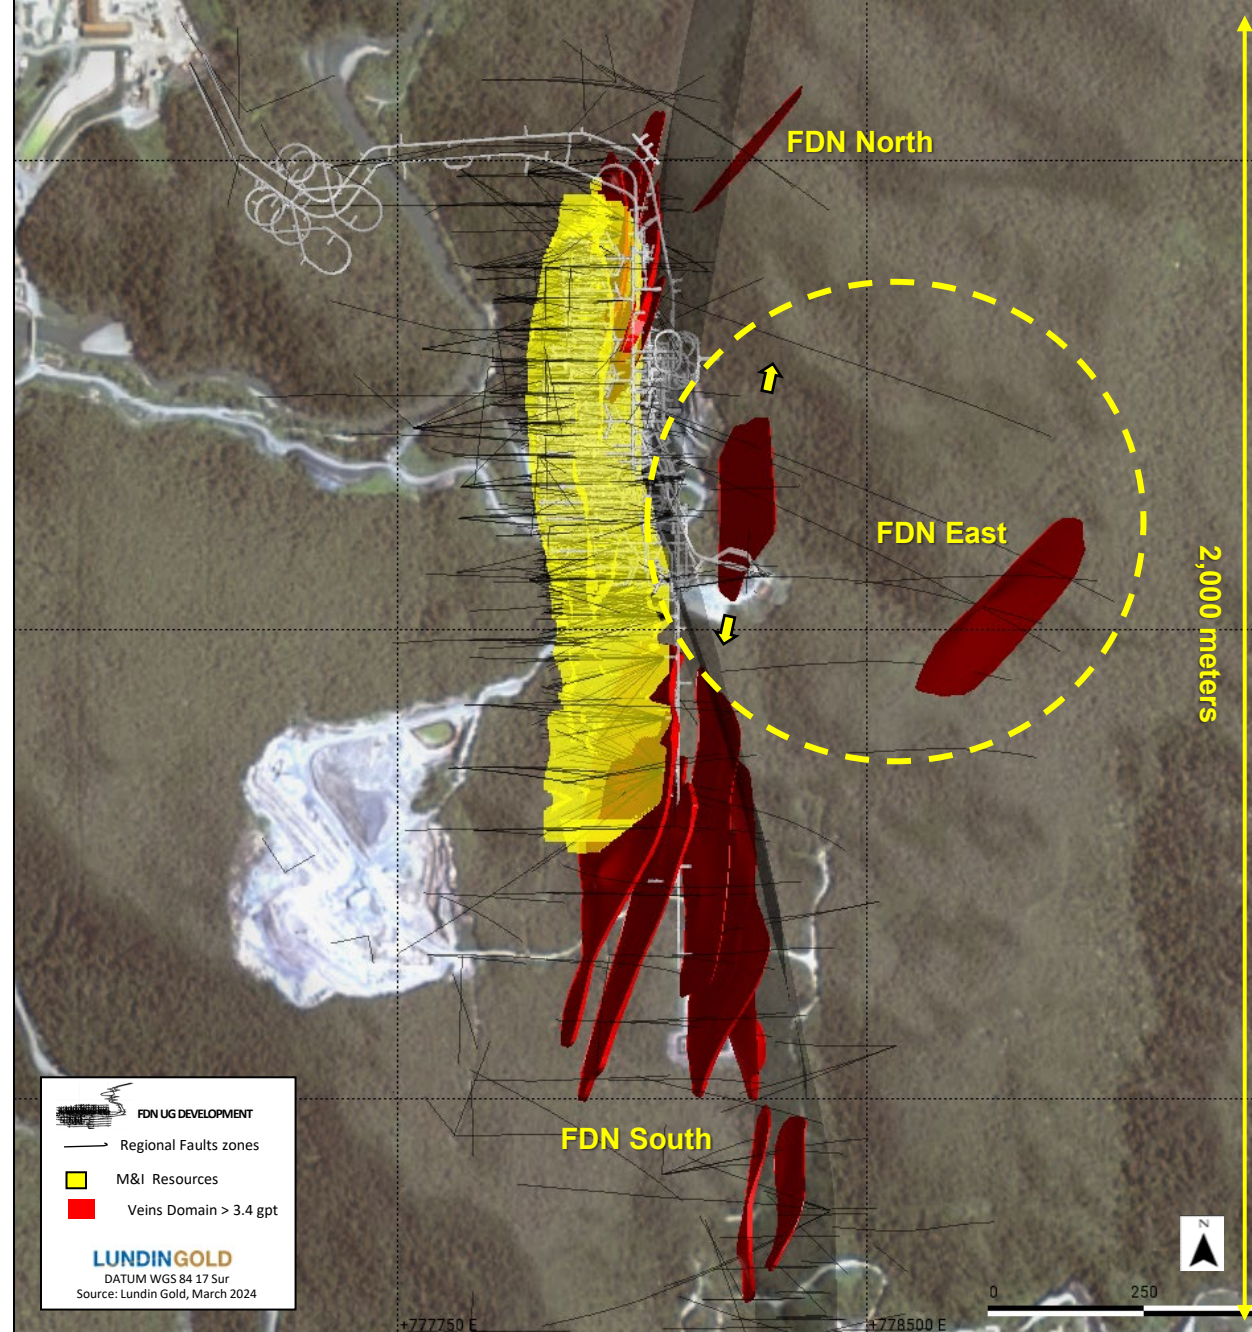 FDN North
FDN East
2,000 meters
FDN South
FDN UG DEVELOPMENT
Regional Faults zones
M&I Resources
Veins Domain > 3.4 gpt
LUNDINGOLD
DATUM WGS 84 17 Sur
Source: Lundin Gold, March 2024
N
0 250
+777750 E
+778500 E